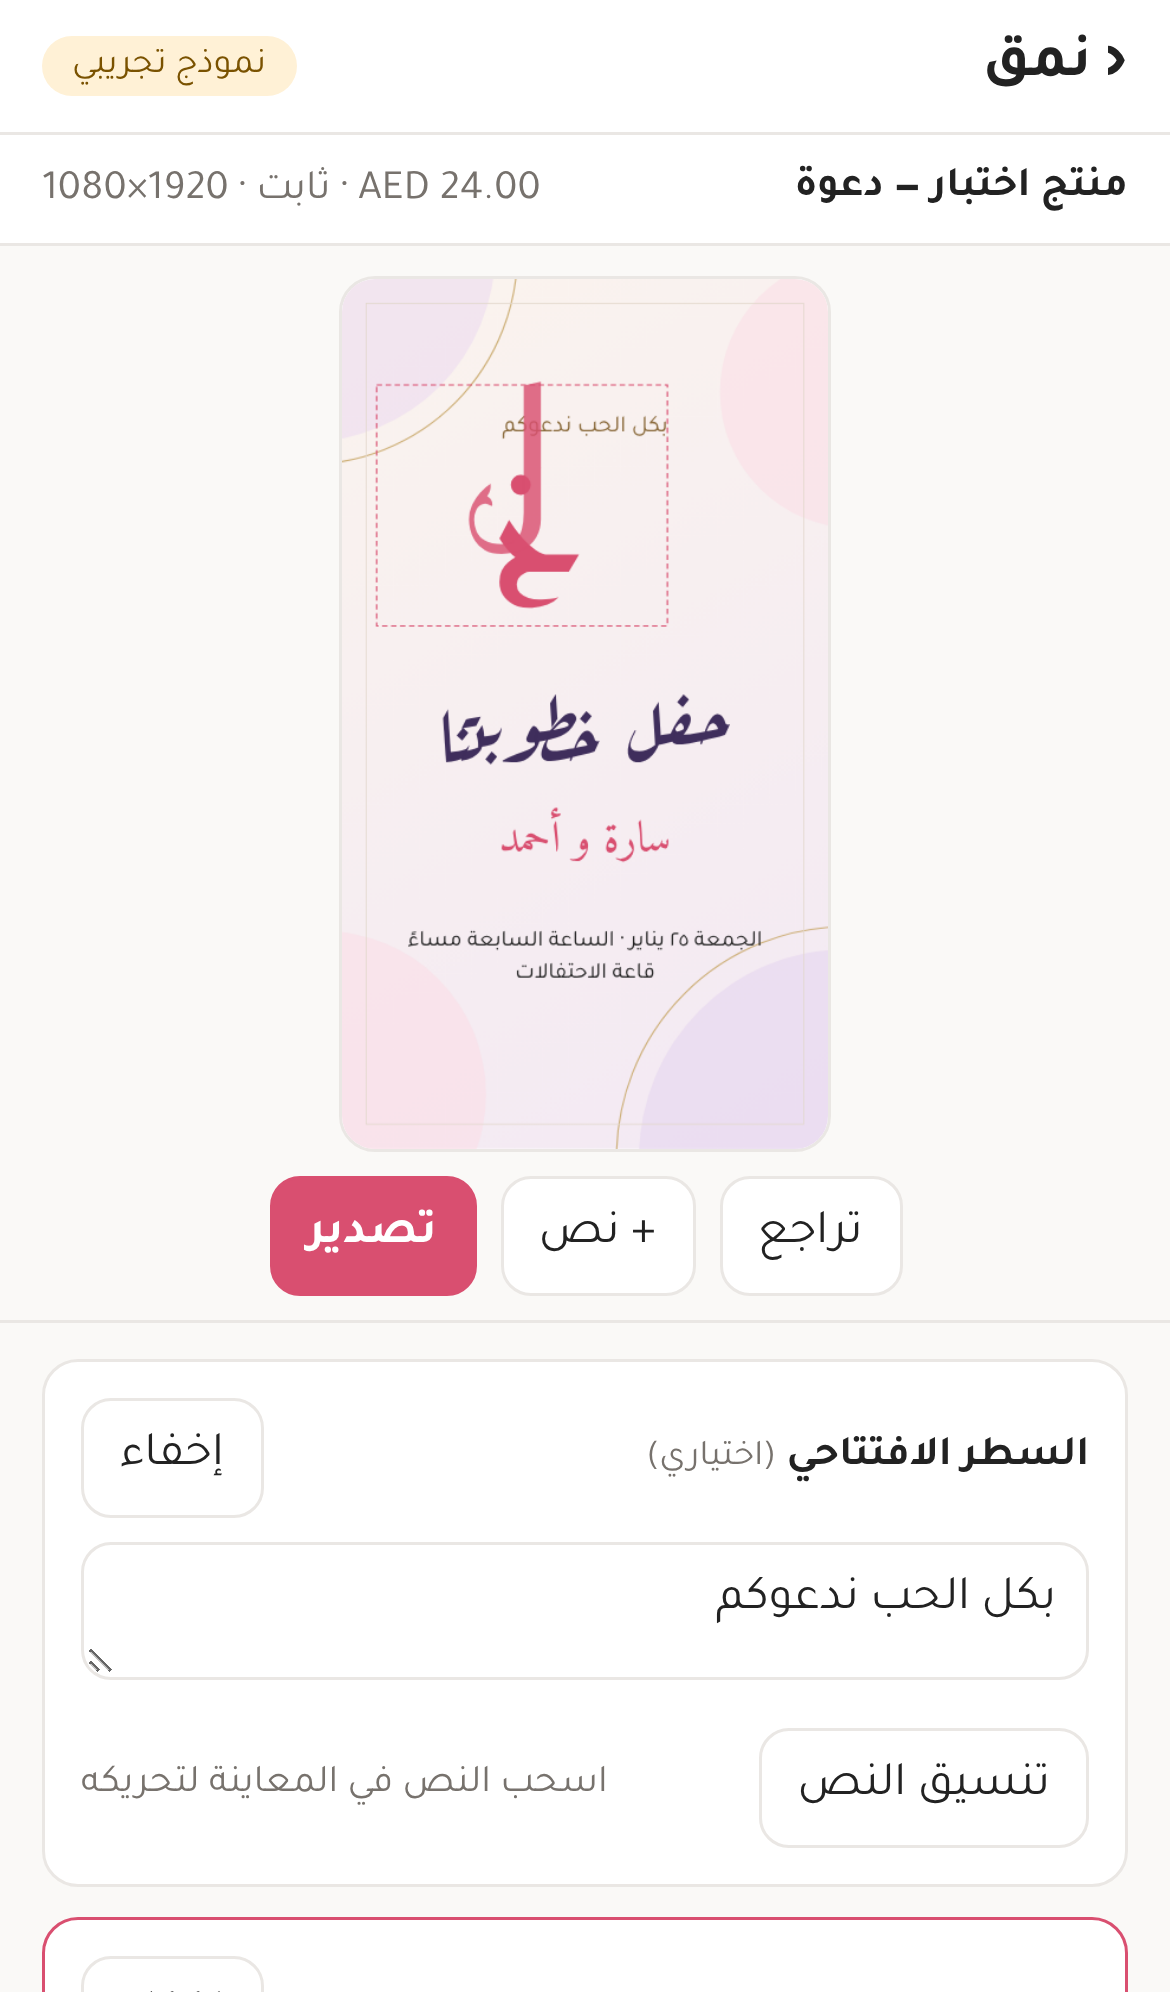 نمق
نموذج تجريبي
منتج اختبار – دعوة
1080×1920 · ثابت · AED 24.00
بكل الحب ندعوكم
حفل خطوبتنا
سارة و أحمد
الجمعة ٢٥ يناير · الساعة السابعة مساءً
قاعة الاحتفالات
تراجع
+ نص
تصدير
السطر الافتتاحي (اختياري)
إخفاء
بكل الحب ندعوكم
تنسيق النص
اسحب النص في المعاينة لتحريكه